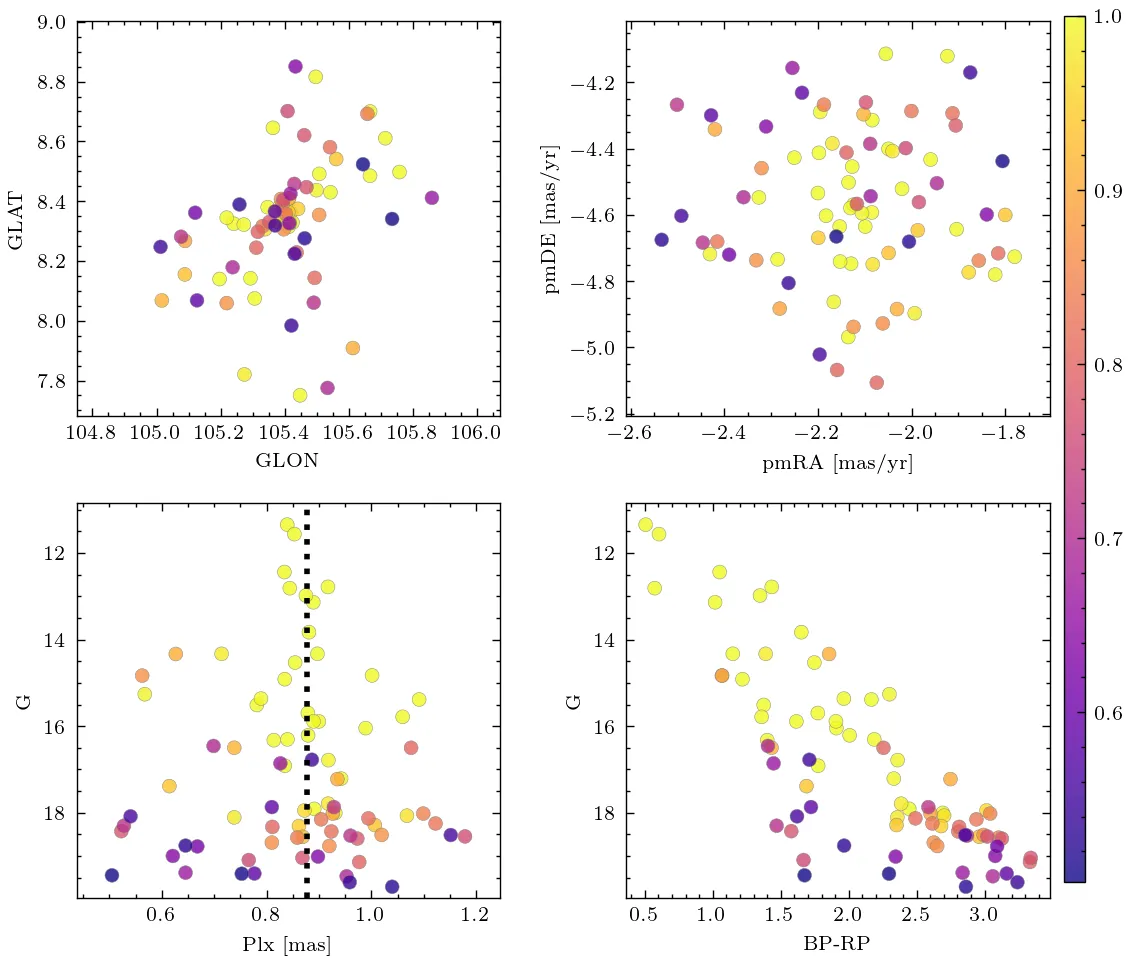 9.0
8.8
8.6
8.4
8.2
8.0
7.8
GLAT
104.8 105.0 105.2 105.4 105.6 105.8 106.0
GLON
−4.2
−4.4
−4.6
−4.8
−5.0
−5.2
pmDE [mas/yr]
−2.6 −2.4 −2.2 −2.0 −1.8
pmRA [mas/yr]
1.0
0.9
0.8
0.7
0.6
12
14
16
18
G
0.6 0.8 1.0 1.2
Plx [mas]
12
14
16
18
G
0.5 1.0 1.5 2.0 2.5 3.0
BP-RP